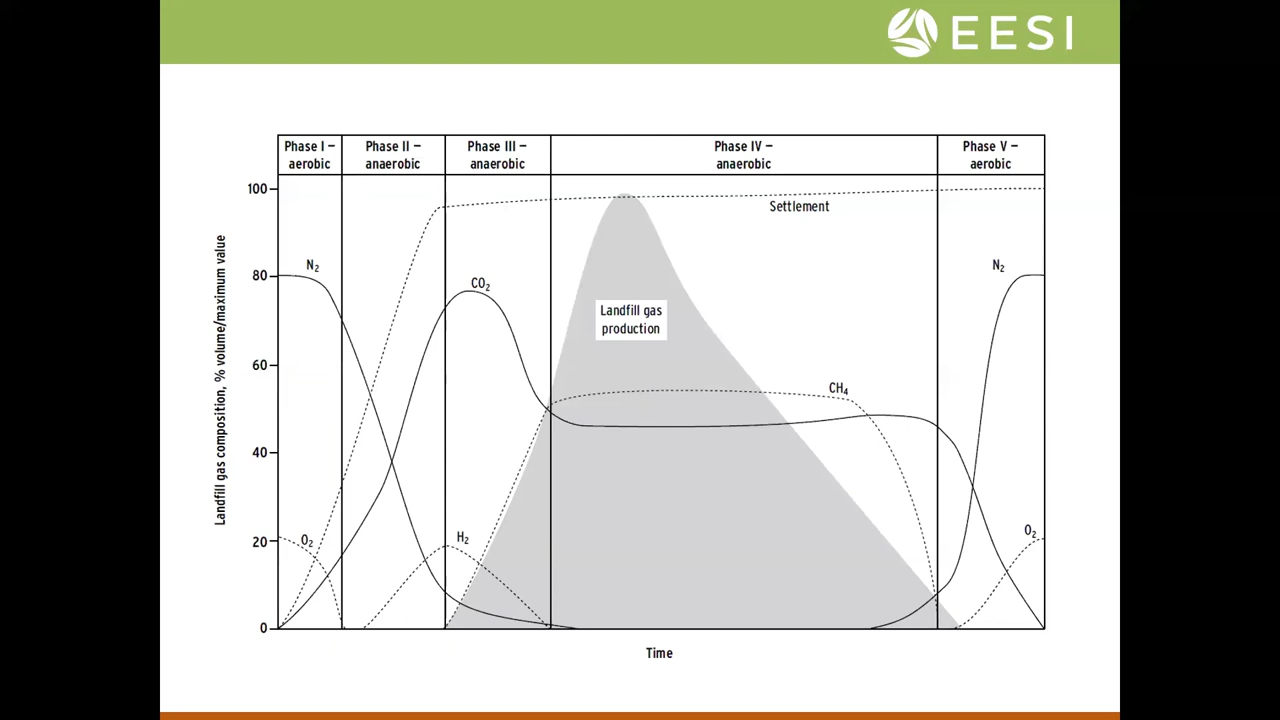 EESI
Phase I –
aerobic
Phase II –
anaerobic
Phase III –
anaerobic
Phase IV –
anaerobic
Phase V –
aerobic
100
80
60
40
20
0
Landfill gas composition, % volume/maximum value
Settlement
N₂
CO₂
N₂
Landfill gas
production
CH₄
O₂
H₂
O₂
Time